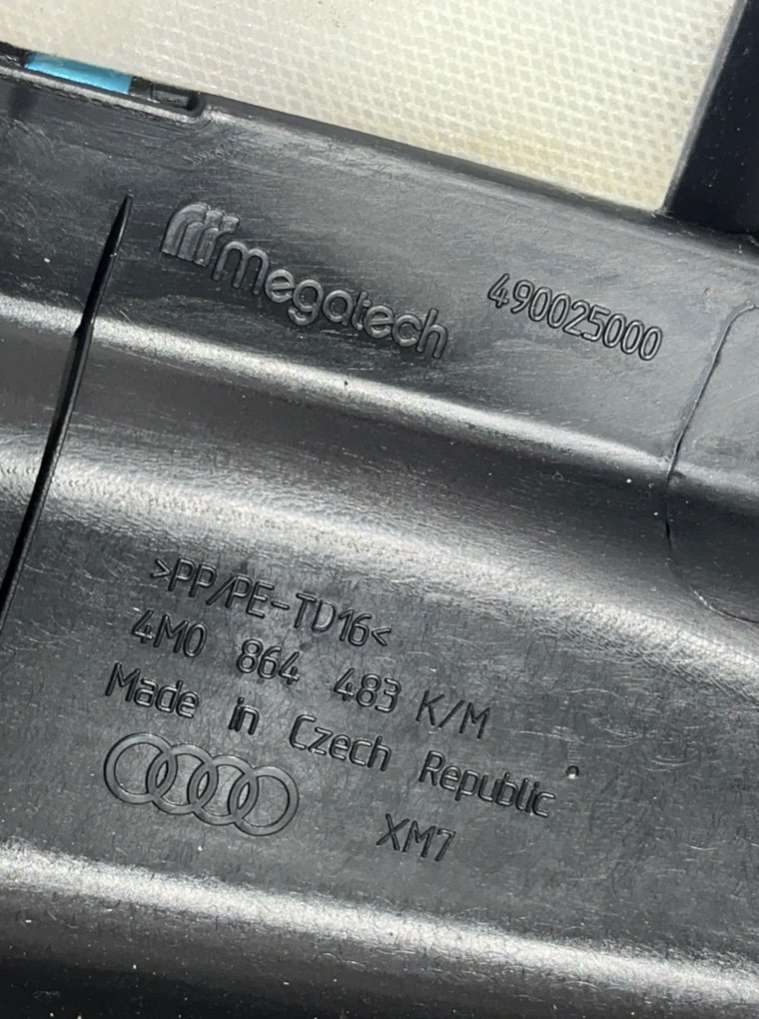 megatech
490025000
>PP/PE-TD16<
4M0 864 483 K/M
Made in Czech Republic
XM7